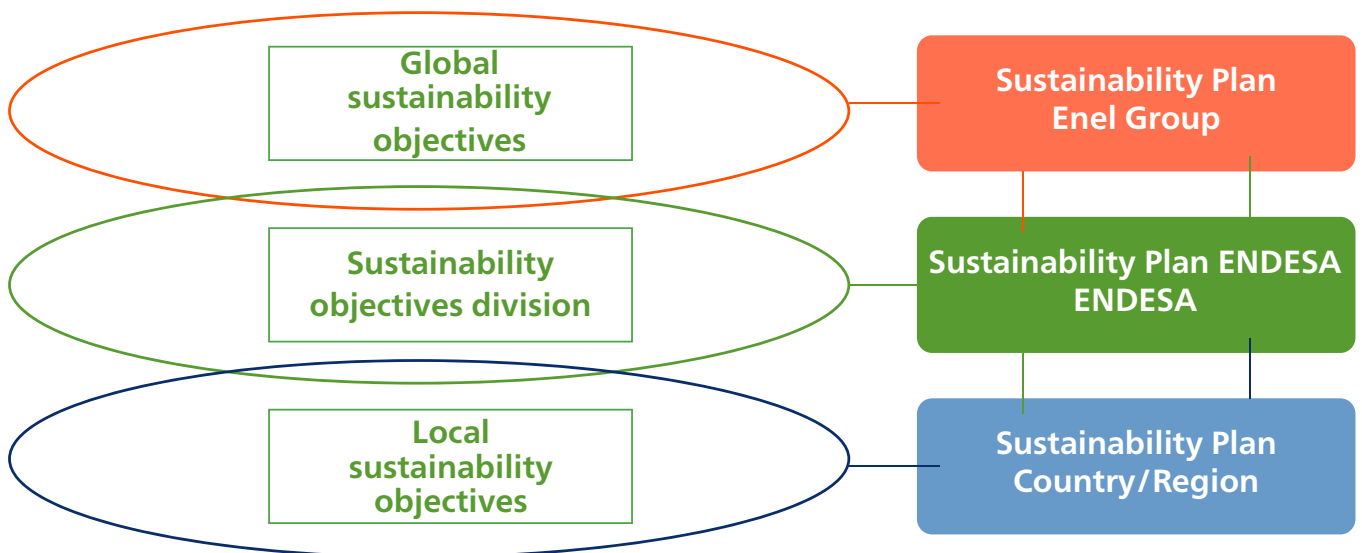 Global
sustainability
objectives
Sustainability Plan
Enel Group
Sustainability
objectives division
Sustainability Plan ENDESA
ENDESA
Local
sustainability
objectives
Sustainability Plan
Country/Region